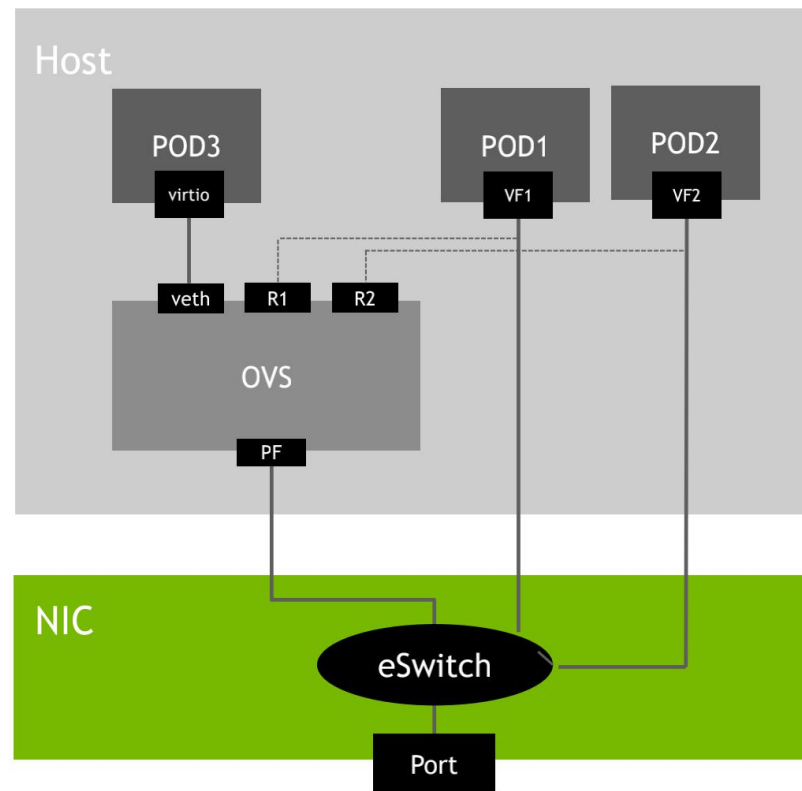 Host
POD3
POD1
POD2
virtio
VF1
VF2
veth
R1
R2
OVS
PF
NIC
eSwitch
Port